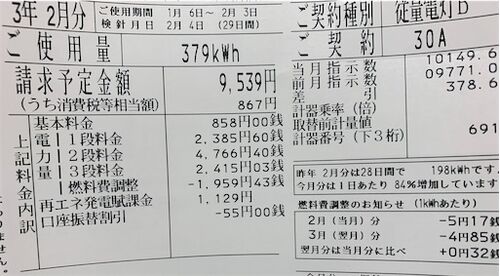 3年 2月分
ご使用期間 1月 6日〜 2月 3日
検針月日 2月 4日 (29日間)
ご使用量 379kWh
請求予定金額 9,539円
(うち消費税等相当額) 867円
上記料金内訳
基本料金 858円00銭
電力量
1段料金 2,385円60銭
2段料金 4,766円40銭
3段料金 2,415円03銭
燃料費調整 -1,959円43銭
再エネ発電賦課金 1,129円
口座振替割引 -55円00銭
ご契約種別 従量電灯B
ご契約 30A
当月指示数 10149.6
前月指示数 09771.0
差引 378.6
計器乗率(倍)
取替前計量値
計器番号(下3桁) 691
昨年 2月分は28日間で 198kWhです.
今月分は1日あたり 84%増加しています
燃料費調整のお知らせ (1kWhあたり)
2月(当月)分 -5円17銭
3月(翌月)分 -4円85銭
翌月分は当月分に比べ +0円32銭